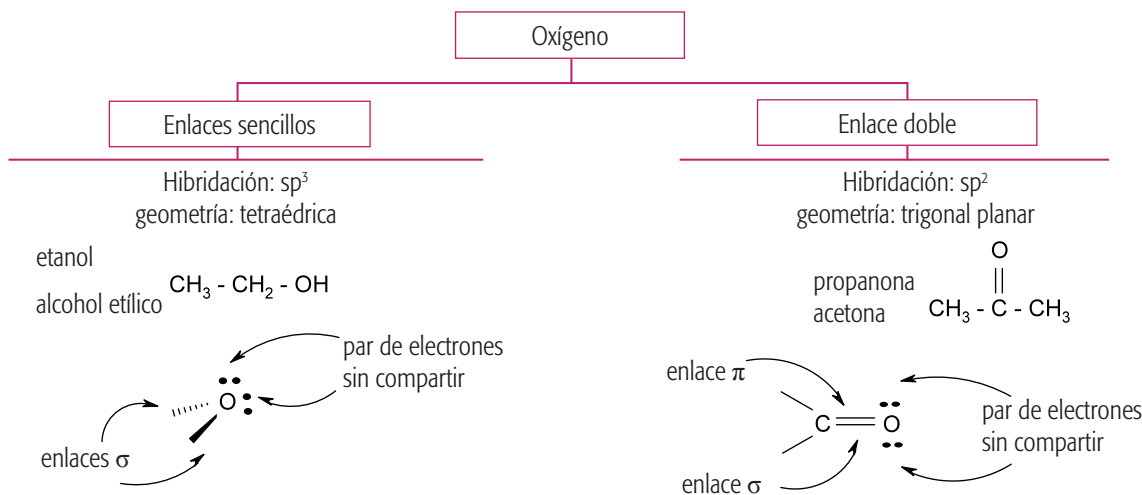 Oxígeno
Enlaces sencillos
Hibridación: sp³
geometría: tetraédrica
etanol
alcohol etílico
CH₃ - CH₂ - OH
par de electrones
sin compartir
O
enlaces σ
Enlace doble
Hibridación: sp²
geometría: trigonal planar
O
propanona
acetona
CH₃ - C - CH₃
enlace π
C
O
par de electrones
sin compartir
enlace σ